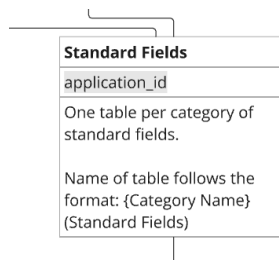 Standard Fields
application_id
One table per category of
standard fields.
Name of table follows the
format: {Category Name}
(Standard Fields)